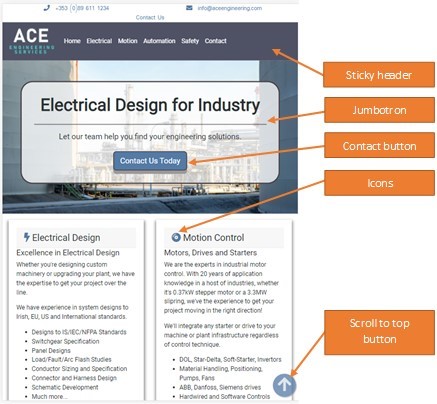 +353 (0)89 611 1234
info@aceengineering.com
Contact Us
ACE
ENGINEERING
SERVICES
Home Electrical Motion Automation Safety Contact
Sticky header
Electrical Design for Industry
Jumbotron
Let our team help you find your engineering solutions.
Contact Us Today
Contact button
Icons
Electrical Design
Excellence in Electrical Design
Whether you're designing custom
machinery or upgrading your plant, we have
the expertise to get your project over the
line.
We have experience in system designs to
Irish, EU, US and International standards.
• Designs to IS/IEC/NFPA Standards
• Switchgear Specification
• Panel Designs
• Load/Fault/Arc Flash Studies
• Conductor Sizing and Specification
• Connector and Harness Design
• Schematic Development
• Much more...
Motion Control
Motors, Drives and Starters
We are the experts in industrial motor
control. With 20 years of application
knowledge in a host of industries, whether
it's 0.37kW stepper motor or a 3.3MW
slipring, we've the experience to get your
project moving in the right direction!
We'll integrate any starter or drive to your
machine or plant infrastructure regardless
of control technique.
• DOL, Star-Delta, Soft-Starter, Invertors
• Material Handling, Positioning,
Pumps, Fans
• ABB, Danfoss, Siemens drives
• Hardwired and Software Controls
Scroll to top
button